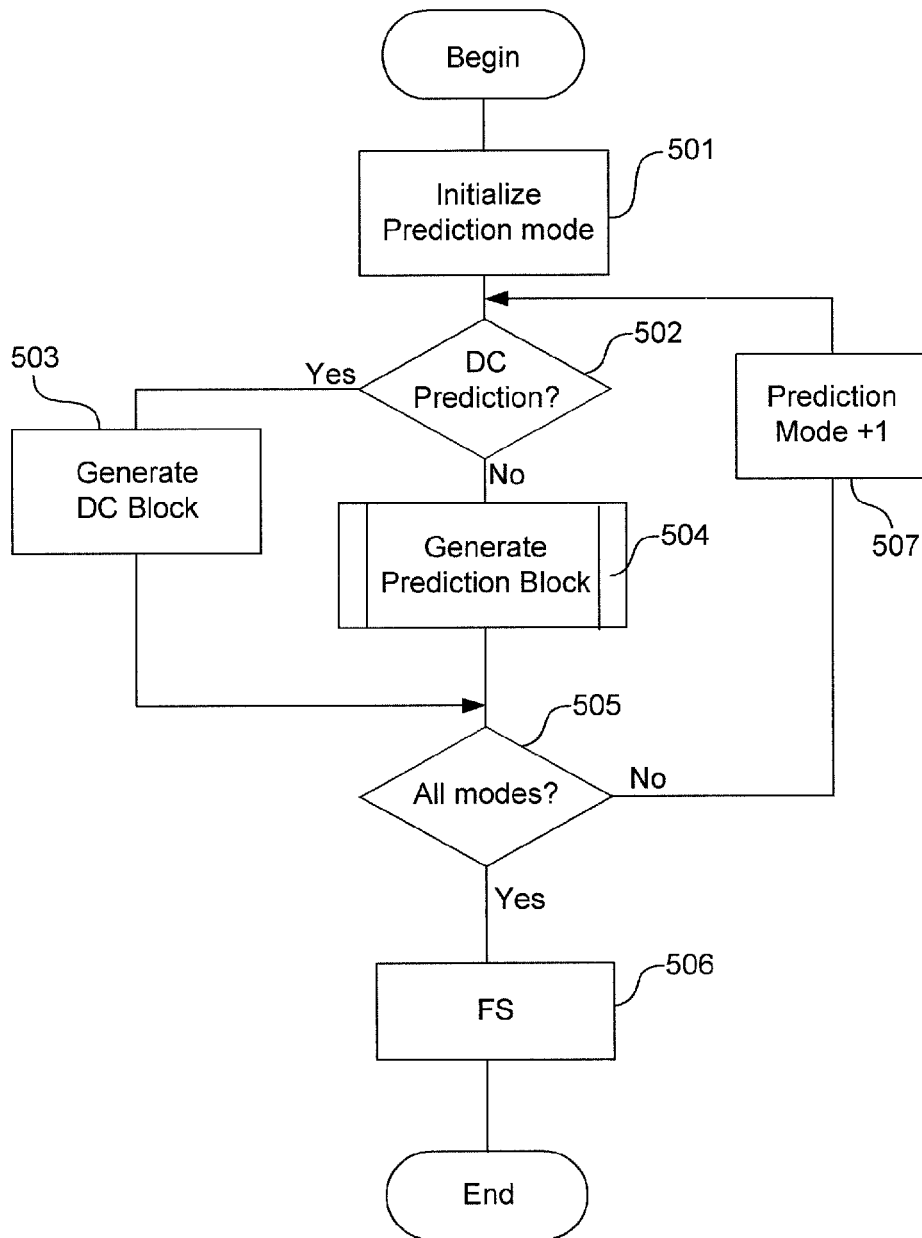 Begin
501
Initialize
Prediction mode
502
503
Yes
DC
Prediction?
Prediction
Mode +1
Generate
DC Block
No
507
504
Generate
Prediction Block
505
All modes?
No
Yes
506
FS
End